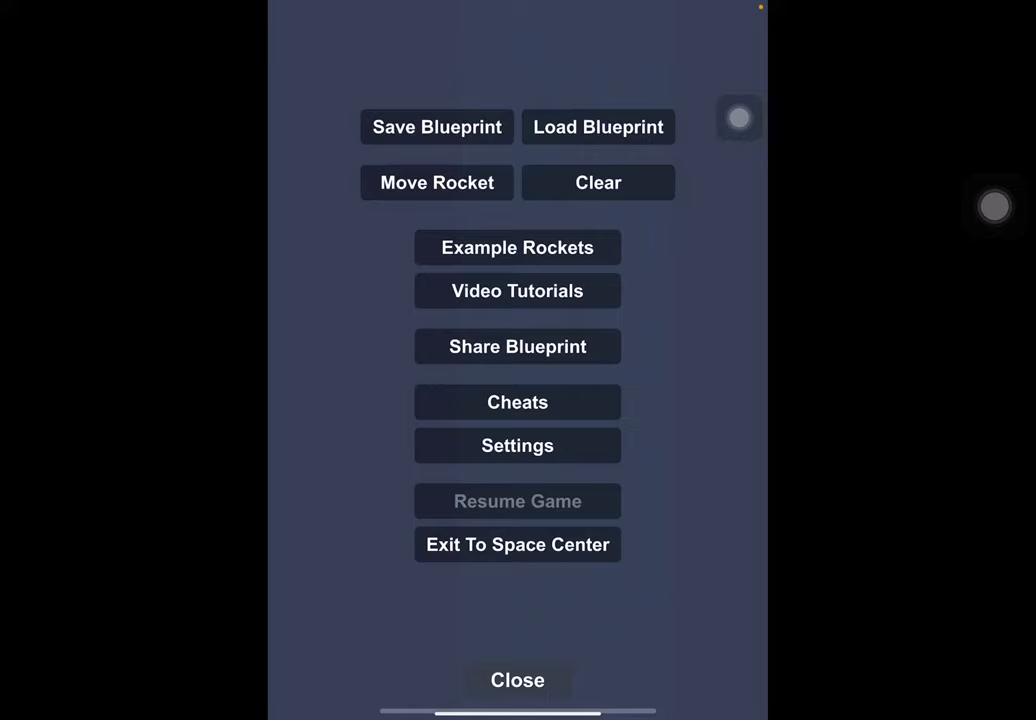 Save Blueprint Load Blueprint
Move Rocket Clear
Example Rockets
Video Tutorials
Share Blueprint
Cheats
Settings
Resume Game
Exit To Space Center
Close